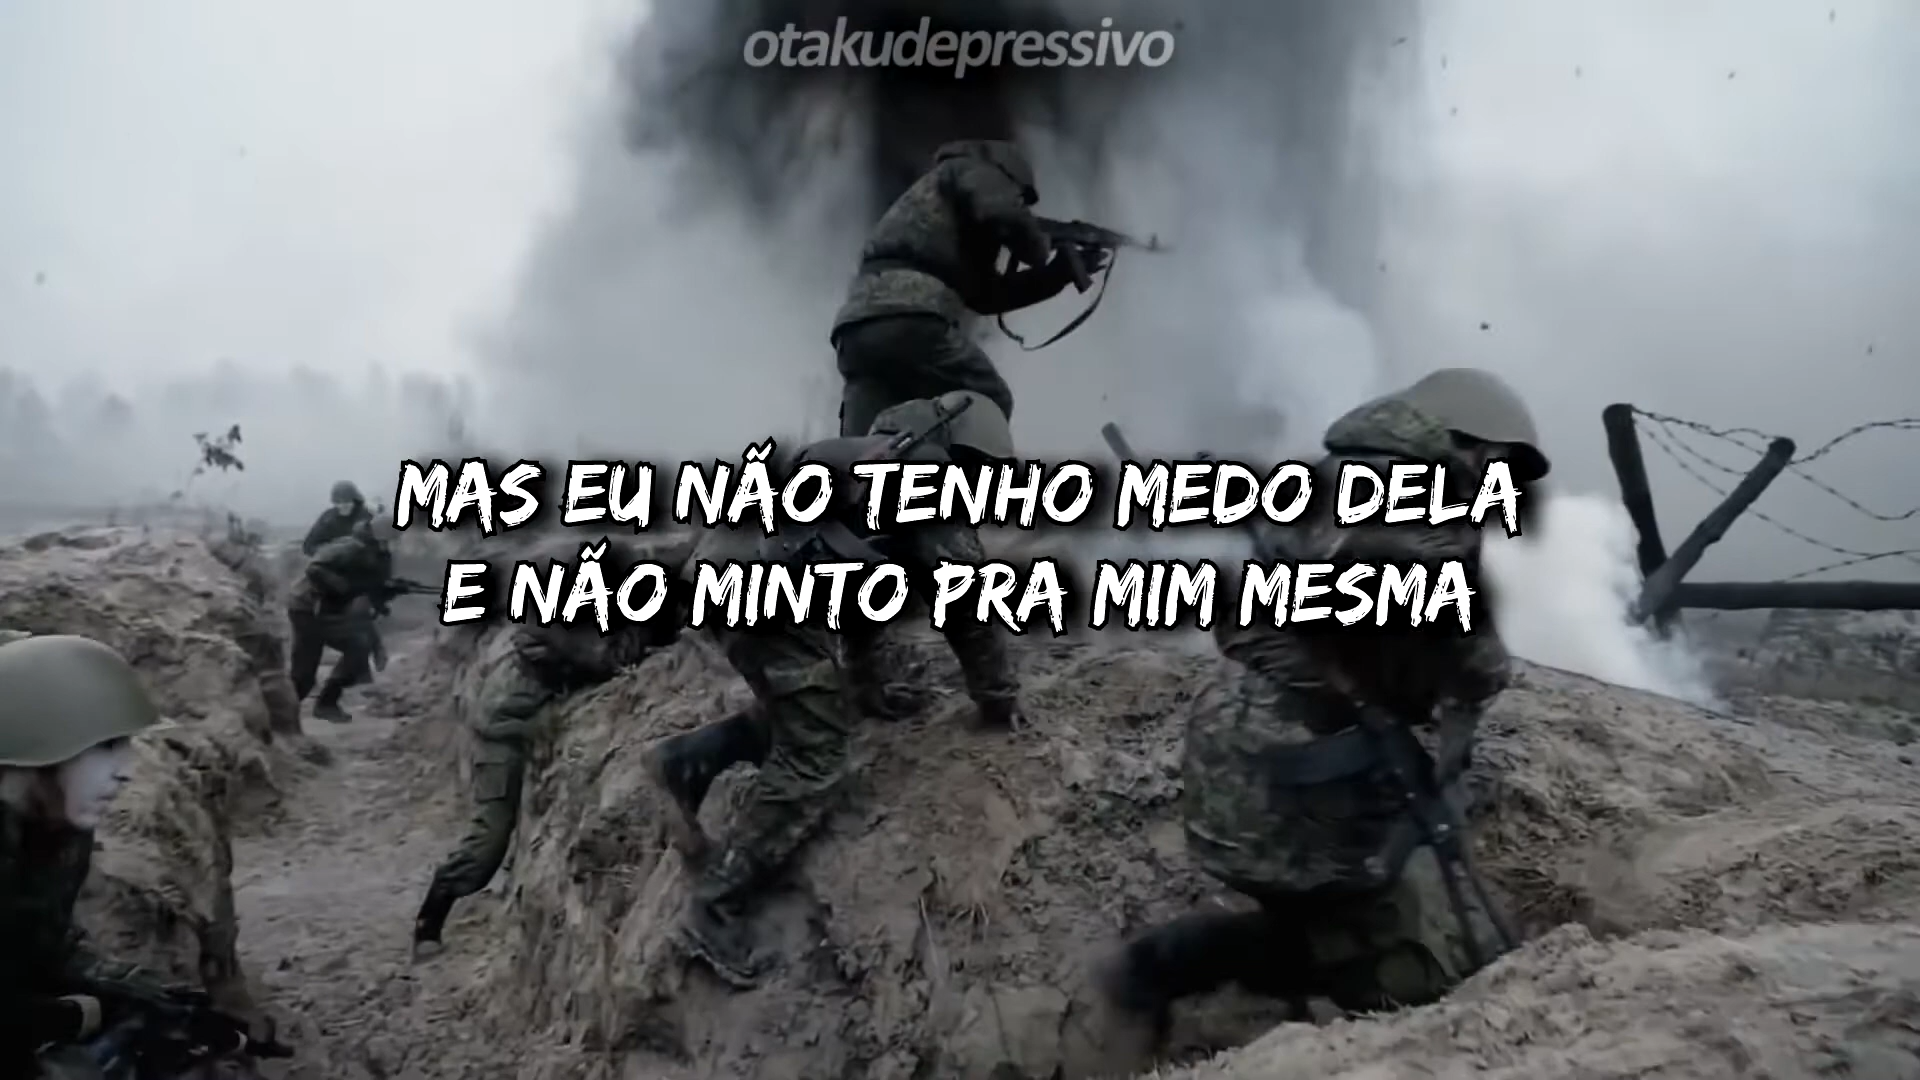 otakudepressivo
MAS EU NÃO TENHO MEDO DELA
E NÃO MINTO PRA MIM MESMA